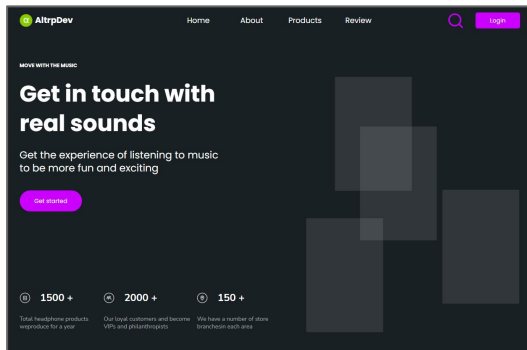 AltrpDev
Home About Products Review
Login
MOVE WITH THE MUSIC
Get in touch with
real sounds
Get the experience of listening to music
to be more fun and exciting
Get started
1500 +
Total headphone products
weproduce for a year
2000 +
Our loyal customers and become
VIPs and philanthropists
150 +
We have a number of store
branchesin each area